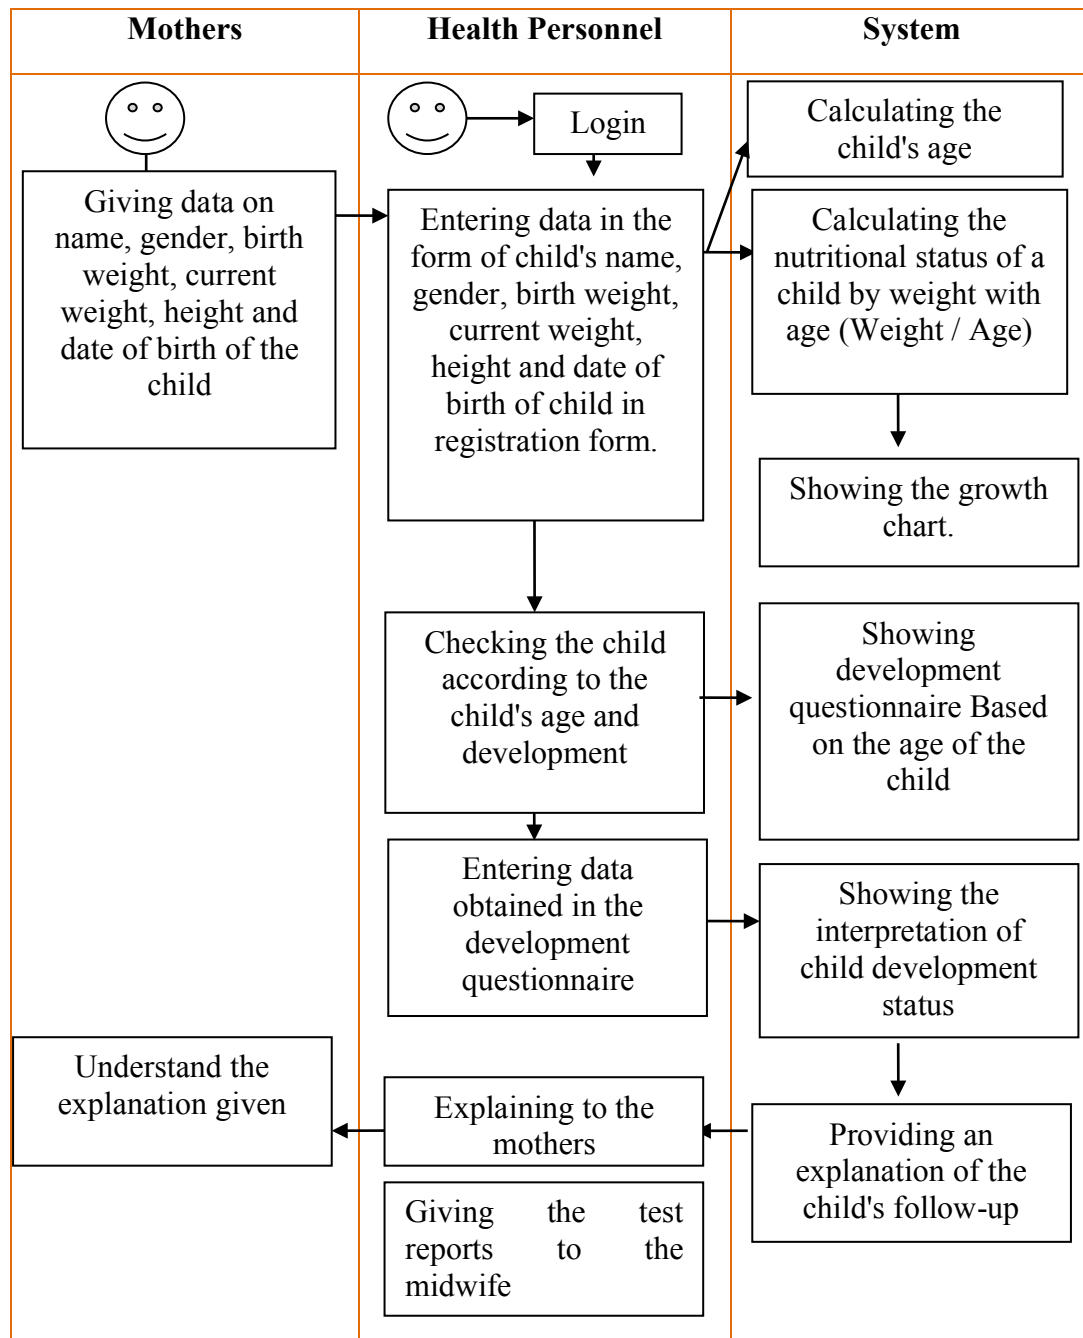 Mothers
Health Personnel
System
Login
Calculating the
child's age
Giving data on
name, gender, birth
weight, current
weight, height and
date of birth of the
child
Entering data in the
form of child's name,
gender, birth weight,
current weight,
height and date of
birth of child in
registration form.
Calculating the
nutritional status of a
child by weight with
age (Weight / Age)
Showing the growth
chart.
Checking the child
according to the
child's age and
development
Showing
development
questionnaire Based
on the age of the
child
Entering data
obtained in the
development
questionnaire
Showing the
interpretation of
child development
status
Understand the
explanation given
Explaining to the
mothers
Providing an
explanation of the
child's follow-up
Giving the test
reports to the
midwife